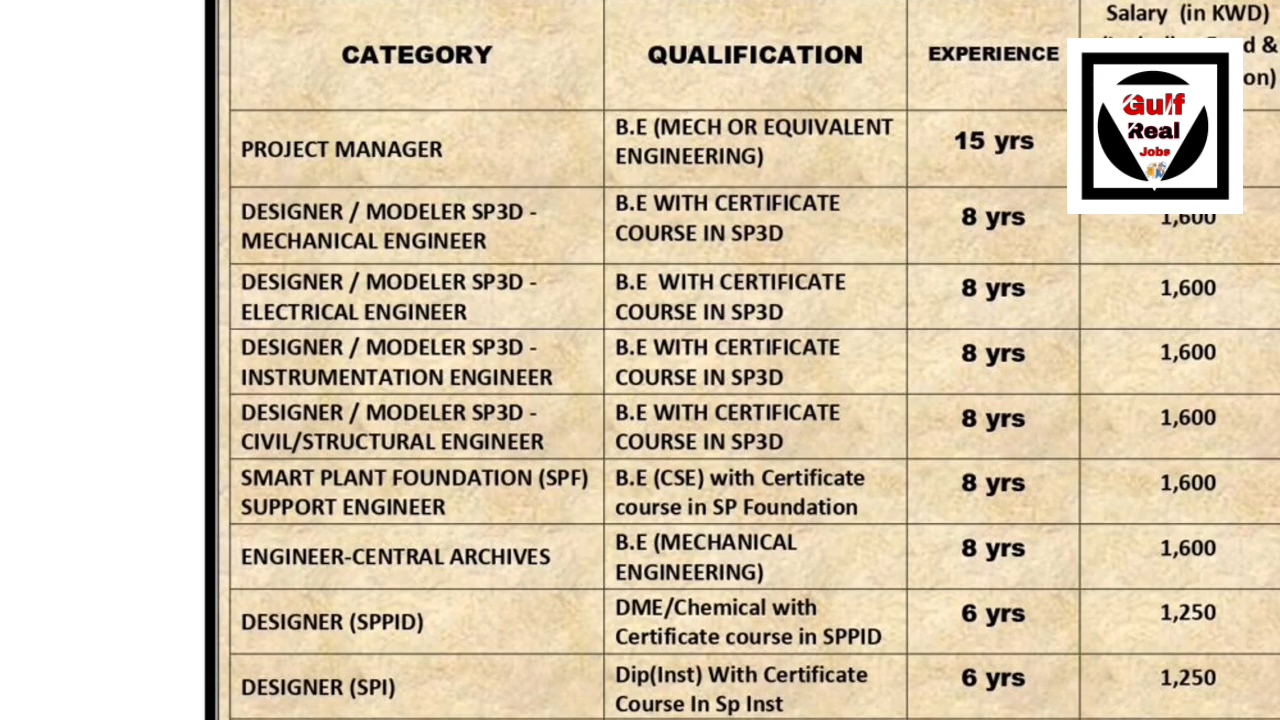 CATEGORY
QUALIFICATION
EXPERIENCE
Salary (in KWD)
d &
on)
Gulf
Real
Jobs
PROJECT MANAGER
B.E (MECH OR EQUIVALENT
ENGINEERING)
15 yrs
DESIGNER / MODELER SP3D -
MECHANICAL ENGINEER
B.E WITH CERTIFICATE
COURSE IN SP3D
8 yrs
1,600
DESIGNER / MODELER SP3D -
ELECTRICAL ENGINEER
B.E WITH CERTIFICATE
COURSE IN SP3D
8 yrs
1,600
DESIGNER / MODELER SP3D -
INSTRUMENTATION ENGINEER
B.E WITH CERTIFICATE
COURSE IN SP3D
8 yrs
1,600
DESIGNER / MODELER SP3D -
CIVIL/STRUCTURAL ENGINEER
B.E WITH CERTIFICATE
COURSE IN SP3D
8 yrs
1,600
SMART PLANT FOUNDATION (SPF)
SUPPORT ENGINEER
B.E (CSE) with Certificate
course in SP Foundation
8 yrs
1,600
ENGINEER-CENTRAL ARCHIVES
B.E (MECHANICAL
ENGINEERING)
8 yrs
1,600
DESIGNER (SPPID)
DME/Chemical with
Certificate course in SPPID
6 yrs
1,250
DESIGNER (SPI)
Dip(Inst) With Certificate
Course In Sp Inst
6 yrs
1,250